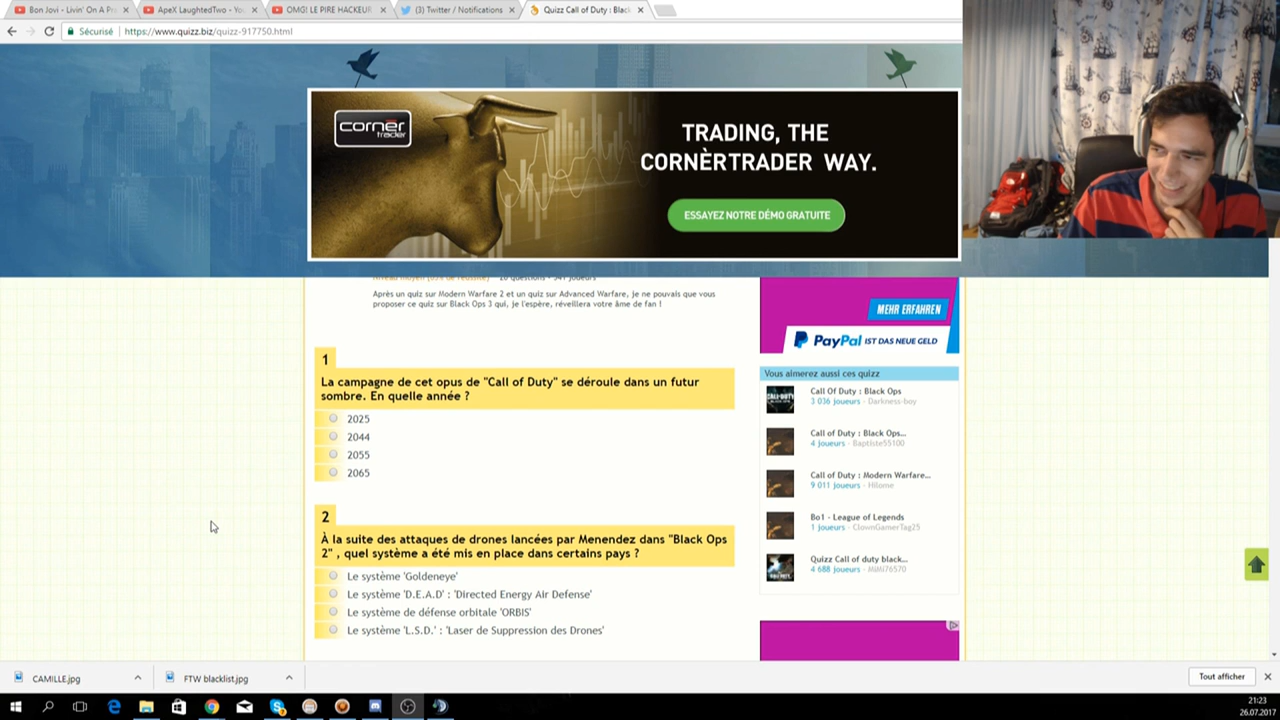 Bon Jovi - Livin' On A Pr
ApeX LaughtedTwo - Yo
OMG! LE PIRE HACKEUR
(3) Twitter / Notifications
Quizz Call of Duty : Blac
Sécurisé
https://www.quizz.biz/quizz-917750.html
cornèr
trader
TRADING, THE
CORNÈRTRADER WAY.
ESSAYEZ NOTRE DÉMO GRATUITE
Après un quiz sur Modern Warfare 2 et un quiz sur Advanced Warfare, je ne pouvais que vous
proposer ce quiz sur Black Ops 3 qui, je l'espère, réveillera votre âme de fan !
1
La campagne de cet opus de "Call of Duty" se déroule dans un futur
sombre. En quelle année ?
2025
2044
2055
2065
2
À la suite des attaques de drones lancées par Menendez dans "Black Ops
2" , quel système a été mis en place dans certains pays ?
Le système 'Goldeneye'
Le système 'D.E.A.D' : 'Directed Energy Air Defense'
Le système de défense orbitale 'ORBIS'
Le système 'L.S.D.' : 'Laser de Suppression des Drones'
MEHR ERFAHREN
PayPal IST DAS NEUE GELD
Vous aimerez aussi ces quizz
Call Of Duty : Black Ops
3 036 joueurs - Darkness-boy
Call of Duty : Black Ops...
4 joueurs - Baptiste55100
Call of Duty : Modern Warfare...
9 011 joueurs - Hilome
Bo1 - League of Legends
1 joueurs - ClownGamerTag25
Quizz Call of duty black...
4 688 joueurs - MiMi76570
CAMILLE.jpg
FTW blacklist.jpg
Tout afficher
21:23
26.07.2017